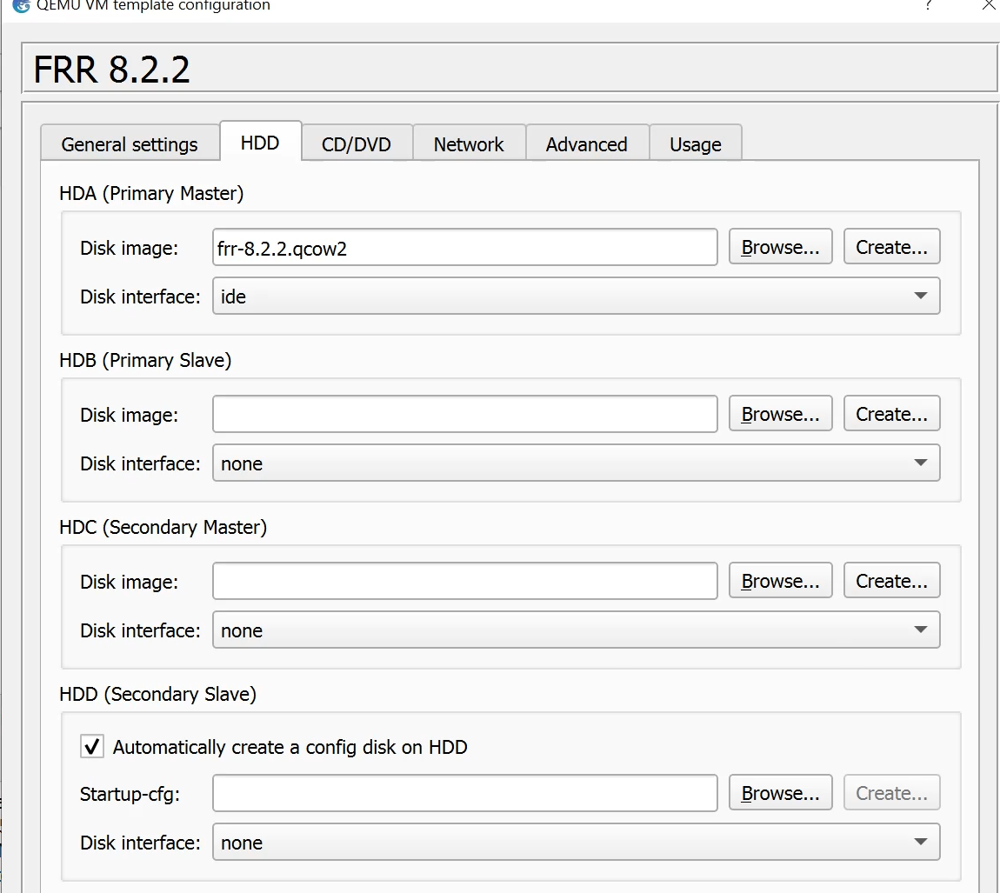 QEMU VM template configuration ?
FRR 8.2.2
General settings HDD CD/DVD Network Advanced Usage
HDA (Primary Master)
Disk image: frr-8.2.2.qcow2 Browse... Create...
Disk interface: ide
HDB (Primary Slave)
Disk image: Browse... Create...
Disk interface: none
HDC (Secondary Master)
Disk image: Browse... Create...
Disk interface: none
HDD (Secondary Slave)
Automatically create a config disk on HDD
Startup-cfg: Browse... Create...
Disk interface: none